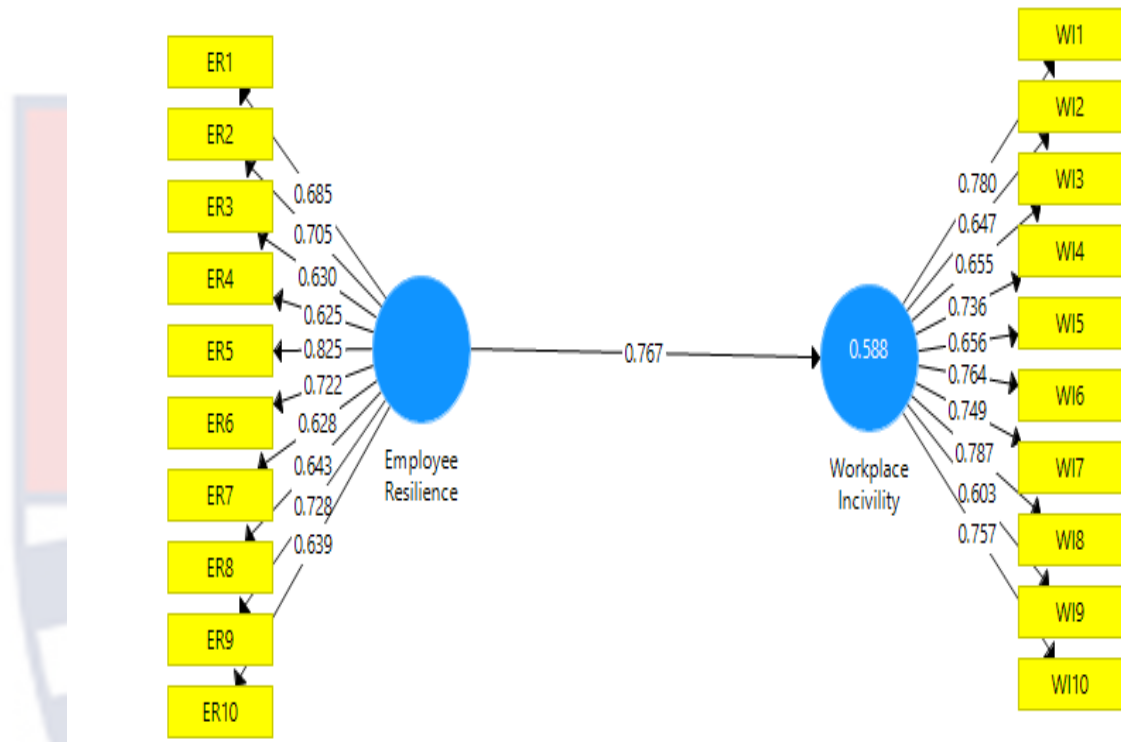 ER1
ER2
ER3
ER4
ER5
ER6
ER7
ER8
ER9
ER10
0.685
0.705
0.630
0.625
0.825
0.722
0.628
0.643
0.728
0.639
Employee
Resilience
0.767
0.588
Workplace
Incivility
0.780
0.647
0.655
0.736
0.656
0.764
0.749
0.787
0.603
0.757
WI1
WI2
WI3
WI4
WI5
WI6
WI7
WI8
WI9
WI10